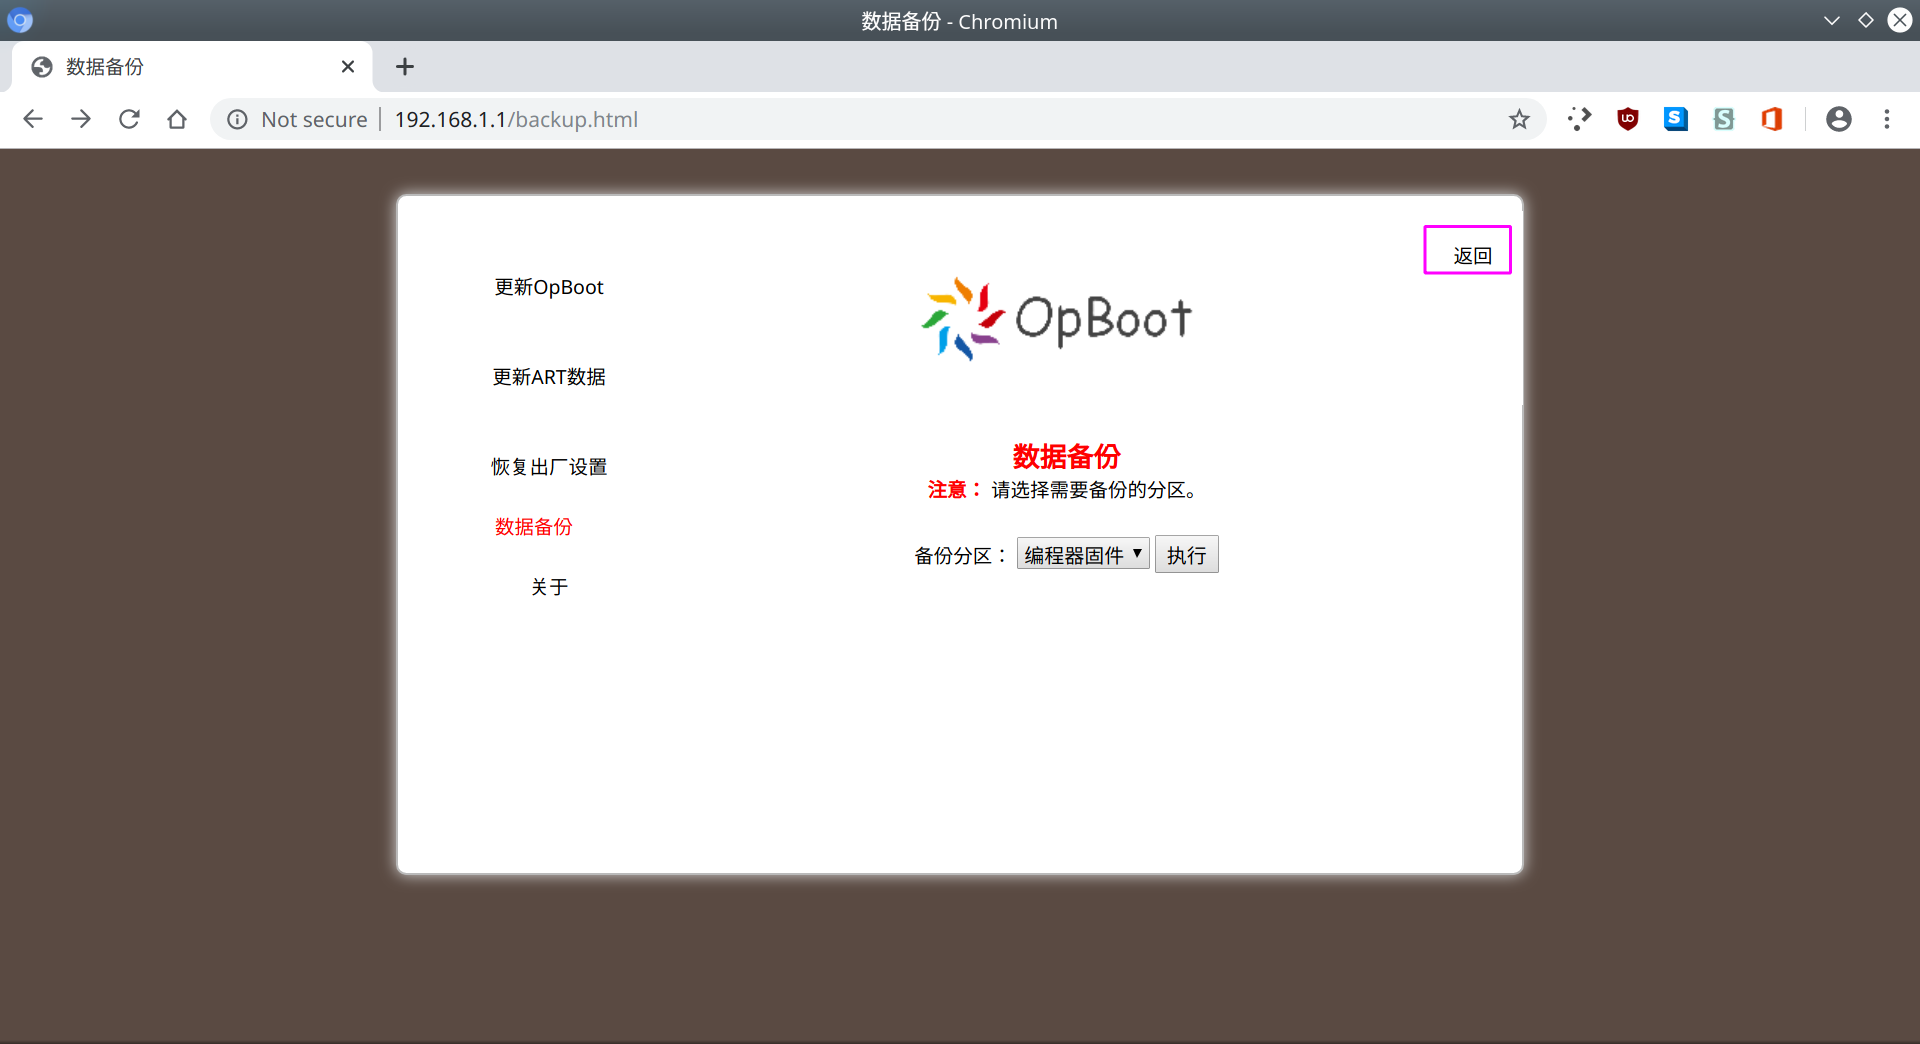 数据备份 - Chromium
数据备份
Not secure | 192.168.1.1/backup.html
返回
更新OpBoot
OpBoot
更新ART数据
恢复出厂设置
数据备份
关于
数据备份
注意： 请选择需要备份的分区。
备份分区： 编程器固件 执行